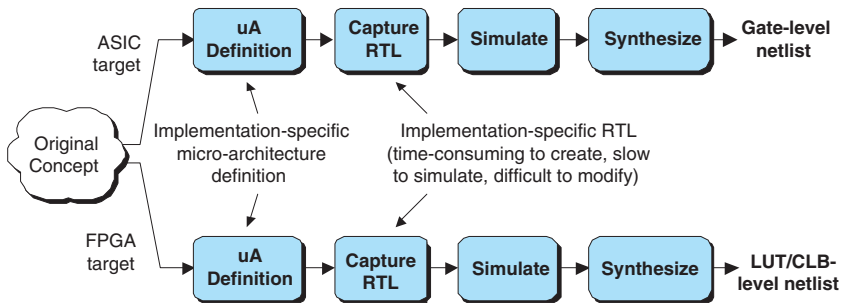 ASIC
target
uA
Definition
Capture
RTL
Simulate
Synthesize
Gate-level
netlist
Original
Concept
Implementation-specific
micro-architecture
definition
Implementation-specific RTL
(time-consuming to create, slow
to simulate, difficult to modify)
FPGA
target
uA
Definition
Capture
RTL
Simulate
Synthesize
LUT/CLB-
level netlist